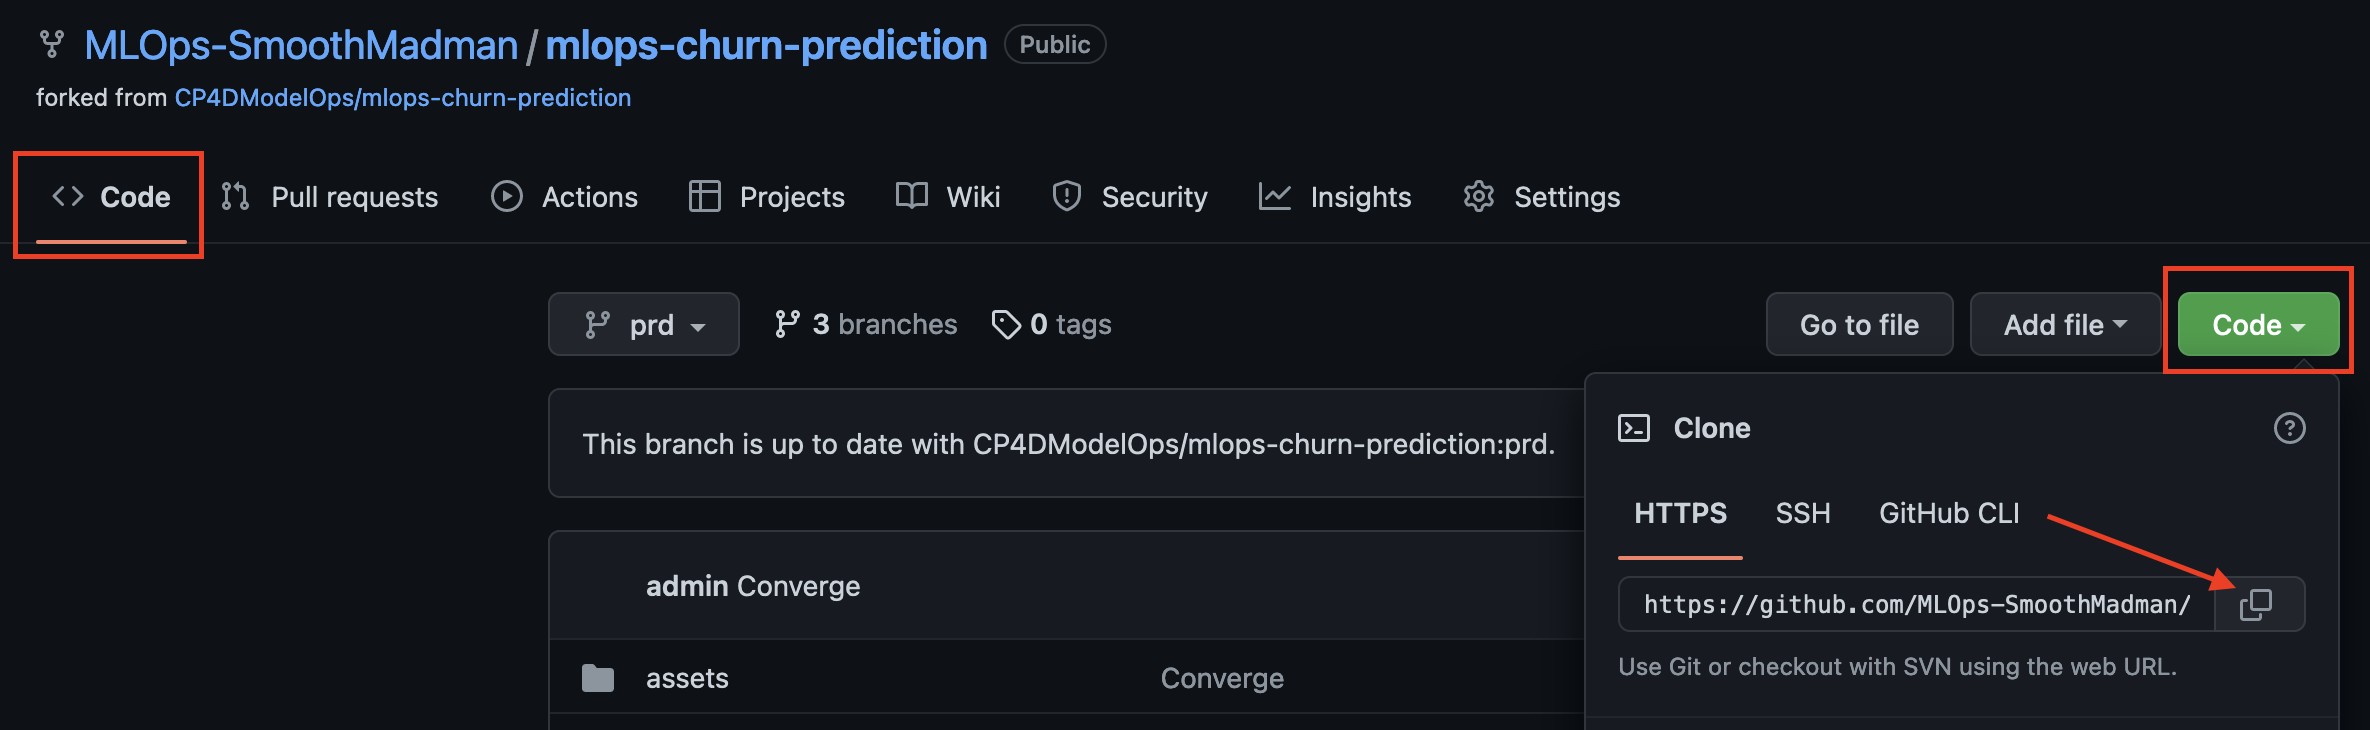 MLOps-SmoothMadman / mlops-churn-prediction Public
forked from CP4DModelOps/mlops-churn-prediction
Code Pull requests Actions Projects Wiki Security Insights Settings
prd 3 branches 0 tags Go to file Add file Code
This branch is up to date with CP4DModelOps/mlops-churn-prediction:prd.
Clone
HTTPS SSH GitHub CLI
admin Converge
https://github.com/MLOps-SmoothMadman/
Use Git or checkout with SVN using the web URL.
assets Converge